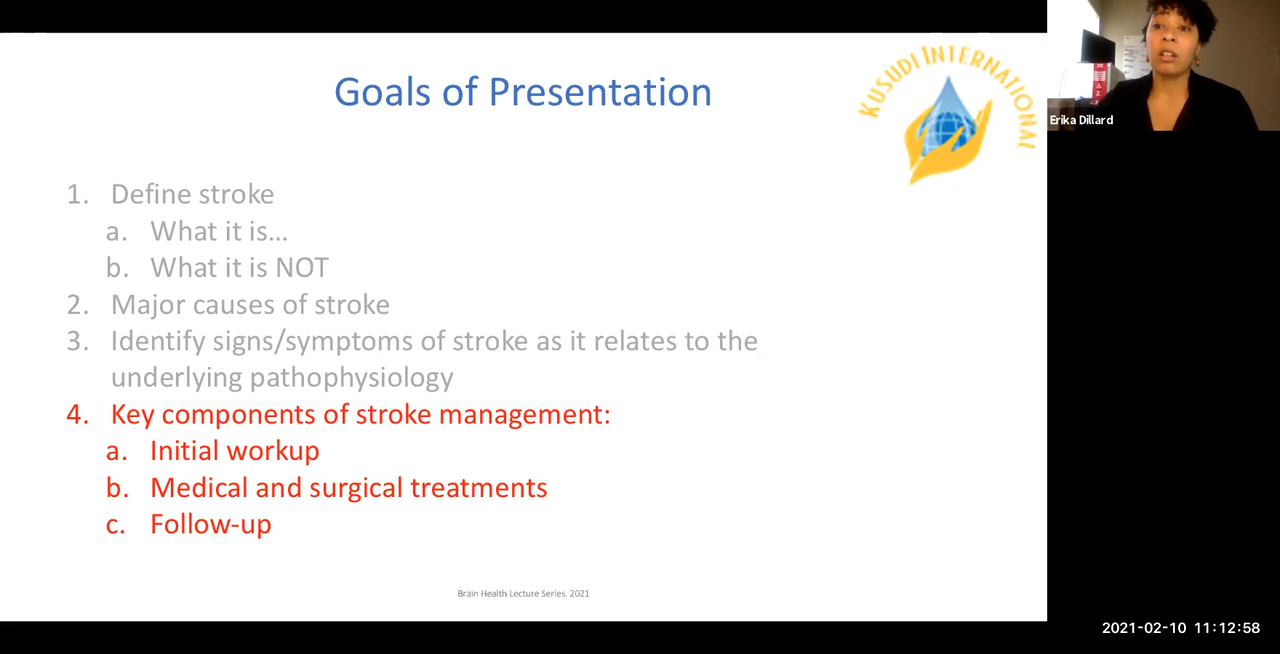 Goals of Presentation
KUSUDI INTERNATIONAL
Erika Dillard
1. Define stroke
a. What it is...
b. What it is NOT
2. Major causes of stroke
3. Identify signs/symptoms of stroke as it relates to the
underlying pathophysiology
4. Key components of stroke management:
a. Initial workup
b. Medical and surgical treatments
c. Follow-up
Brain Health Lecture Series. 2021
2021-02-10 11:12:58